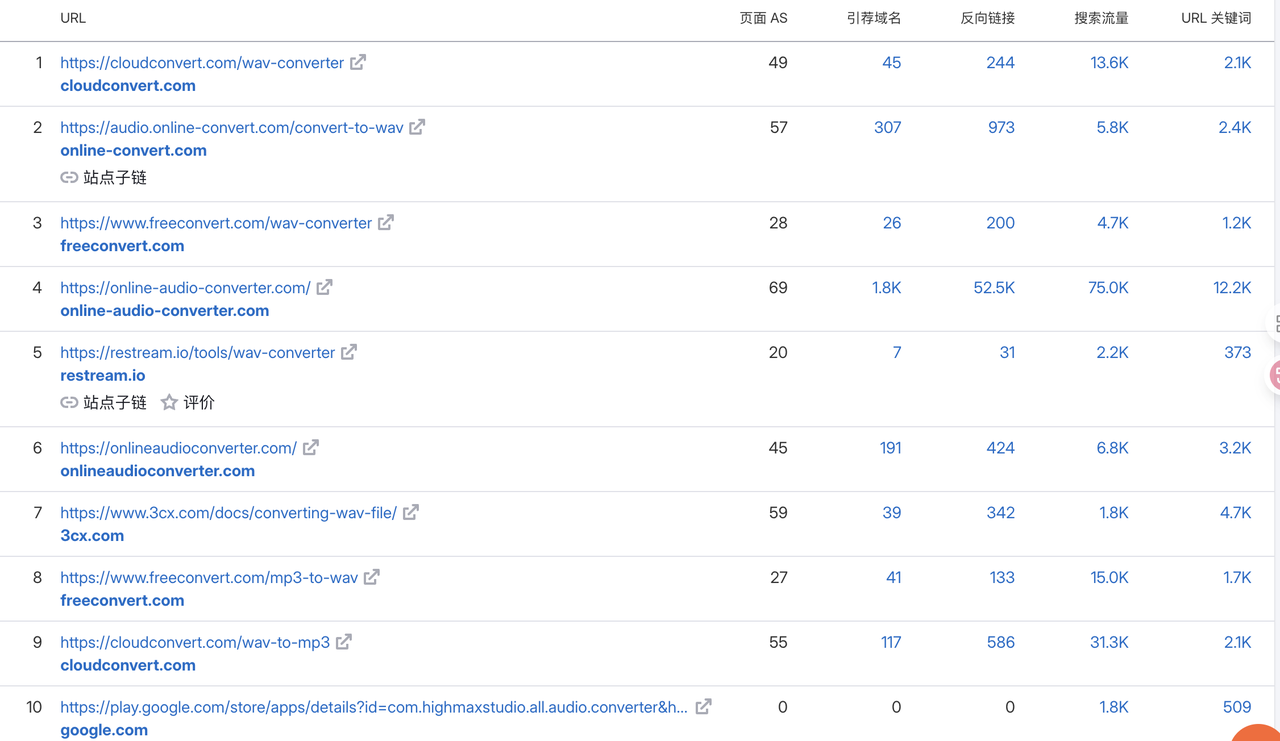 URL 页面 AS 引荐域名 反向链接 搜索流量 URL 关键词
1 https://cloudconvert.com/wav-converter 49 45 244 13.6K 2.1K
cloudconvert.com
2 https://audio.online-convert.com/convert-to-wav 57 307 973 5.8K 2.4K
online-convert.com
站点子链
3 https://www.freeconvert.com/wav-converter 28 26 200 4.7K 1.2K
freeconvert.com
4 https://online-audio-converter.com/ 69 1.8K 52.5K 75.0K 12.2K
online-audio-converter.com
5 https://restream.io/tools/wav-converter 20 7 31 2.2K 373
restream.io
站点子链 评价
6 https://onlineaudioconverter.com/ 45 191 424 6.8K 3.2K
onlineaudioconverter.com
7 https://www.3cx.com/docs/converting-wav-file/ 59 39 342 1.8K 4.7K
3cx.com
8 https://www.freeconvert.com/mp3-to-wav 27 41 133 15.0K 1.7K
freeconvert.com
9 https://cloudconvert.com/wav-to-mp3 55 117 586 31.3K 2.1K
cloudconvert.com
10 https://play.google.com/store/apps/details?id=com.highmaxstudio.all.audio.converter&h... 0 0 0 1.8K 509
google.com